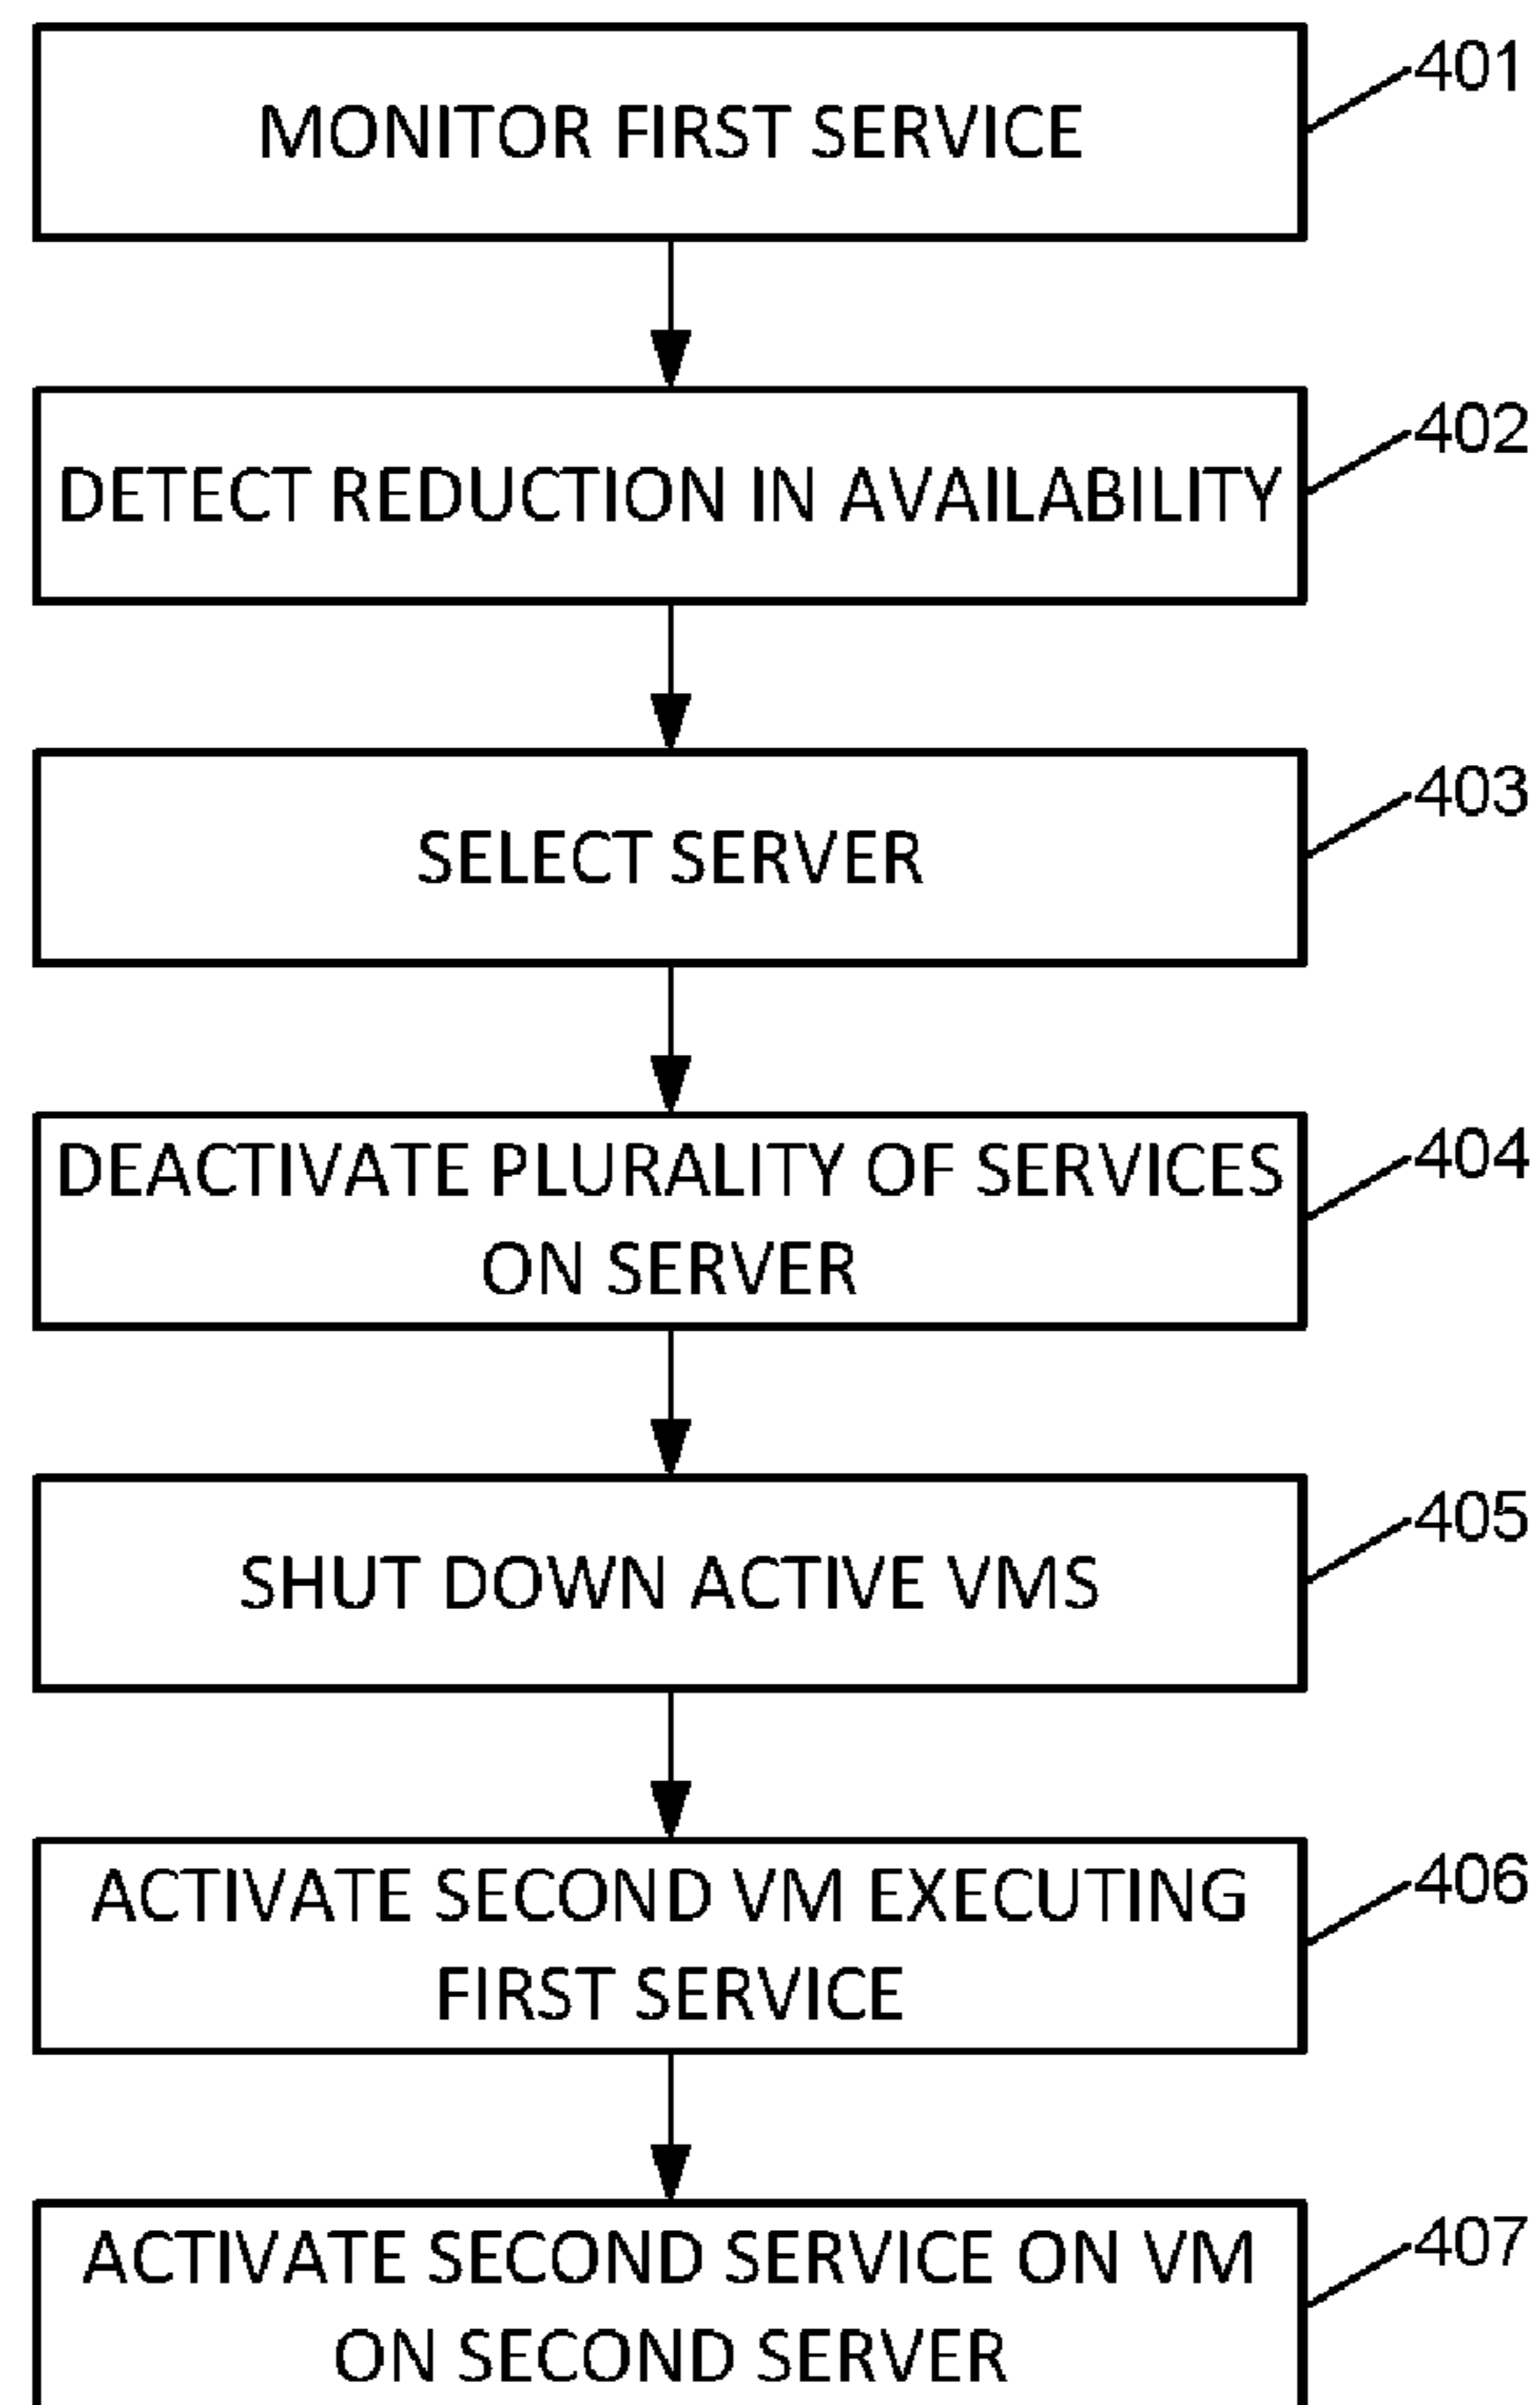 MONITOR FIRST SERVICE
401
DETECT REDUCTION IN AVAILABILITY
402
SELECT SERVER
403
DEACTIVATE PLURALITY OF SERVICES
ON SERVER
404
SHUT DOWN ACTIVE VMS
405
ACTIVATE SECOND VM EXECUTING
FIRST SERVICE
406
ACTIVATE SECOND SERVICE ON VM
ON SECOND SERVER
407